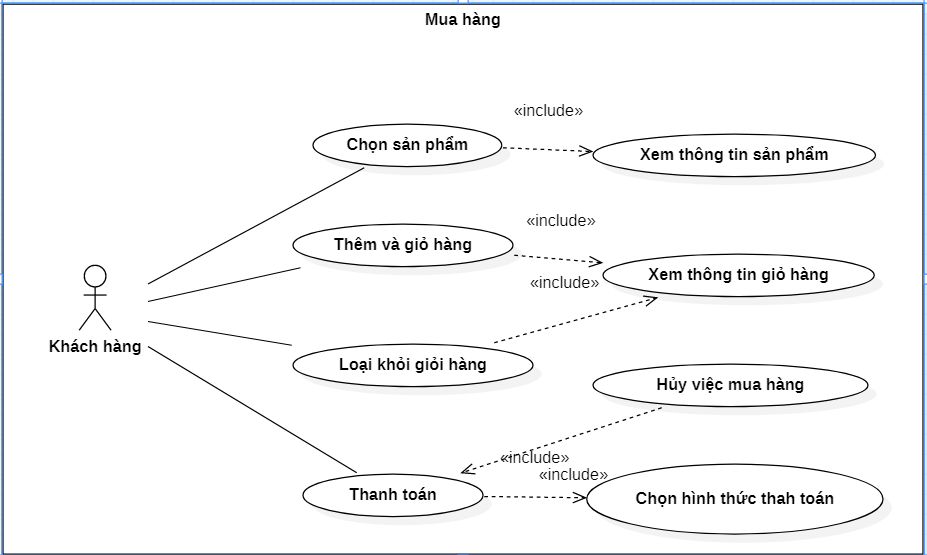 Mua hàng
«include»
Chọn sản phẩm
Xem thông tin sản phẩm
«include»
Thêm và giỏ hàng
Xem thông tin giỏ hàng
«include»
Khách hàng
Loại khỏi giỏi hàng
Hủy việc mua hàng
«include»
«include»
Thanh toán
Chọn hình thức thah toán